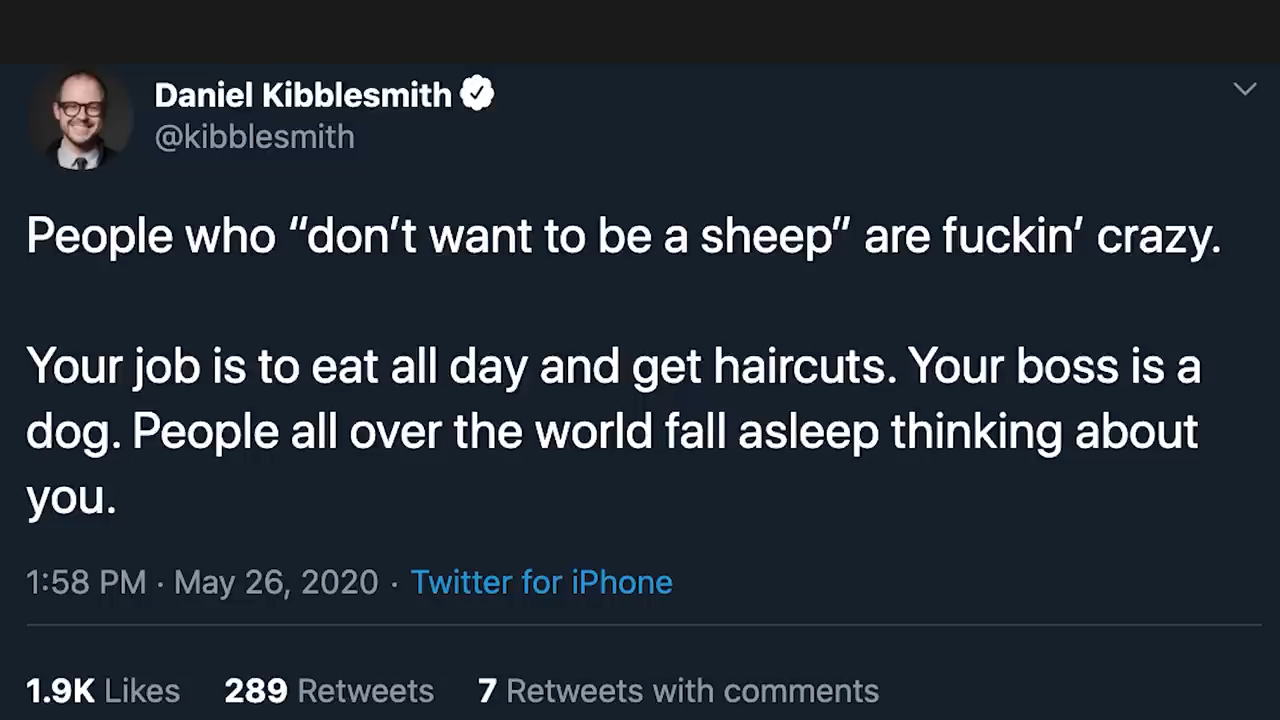 Daniel Kibblesmith
@kibblesmith
People who “don’t want to be a sheep” are fuckin’ crazy.
Your job is to eat all day and get haircuts. Your boss is a
dog. People all over the world fall asleep thinking about
you.
1:58 PM · May 26, 2020 · Twitter for iPhone
1.9K Likes 289 Retweets 7 Retweets with comments